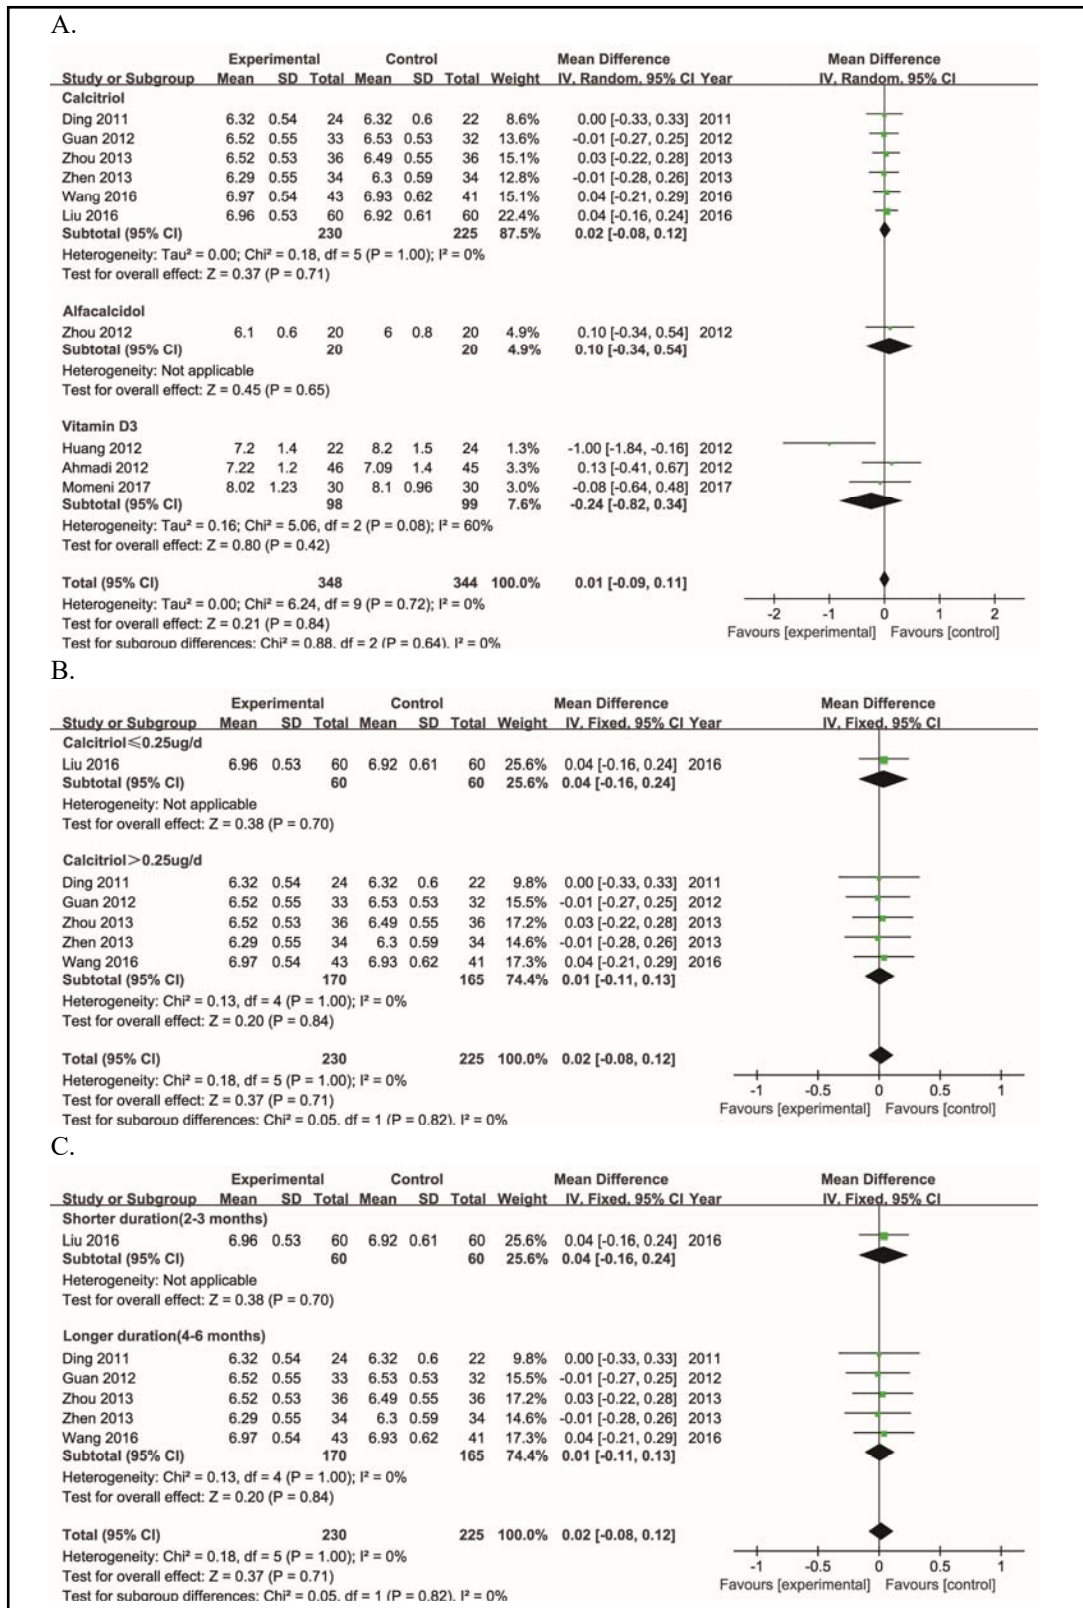 A.
Experimental Control Mean Difference Mean Difference
Study or Subgroup Mean SD Total Mean SD Total Weight IV, Random, 95% CI Year IV, Random, 95% CI
Calcitriol
Ding 2011 6.32 0.54 24 6.32 0.6 22 8.6% 0.00 [-0.33, 0.33] 2011
Guan 2012 6.52 0.55 33 6.53 0.53 32 13.6% -0.01 [-0.27, 0.25] 2012
Zhou 2013 6.52 0.53 36 6.49 0.55 36 15.1% 0.03 [-0.22, 0.28] 2013
Zhen 2013 6.29 0.55 34 6.3 0.59 34 12.8% -0.01 [-0.28, 0.26] 2013
Wang 2016 6.97 0.54 43 6.93 0.62 41 15.1% 0.04 [-0.21, 0.29] 2016
Liu 2016 6.96 0.53 60 6.92 0.61 60 22.4% 0.04 [-0.16, 0.24] 2016
Subtotal (95% CI) 230 225 87.5% 0.02 [-0.08, 0.12]
Heterogeneity: Tau² = 0.00; Chi² = 0.18, df = 5 (P = 1.00); I² = 0%
Test for overall effect: Z = 0.37 (P = 0.71)
Alfacalcidol
Zhou 2012 6.1 0.6 20 6 0.8 20 4.9% 0.10 [-0.34, 0.54] 2012
Subtotal (95% CI) 20 20 4.9% 0.10 [-0.34, 0.54]
Heterogeneity: Not applicable
Test for overall effect: Z = 0.45 (P = 0.65)
Vitamin D3
Huang 2012 7.2 1.4 22 8.2 1.5 24 1.3% -1.00 [-1.84, -0.16] 2012
Ahmadi 2012 7.22 1.2 46 7.09 1.4 45 3.3% 0.13 [-0.41, 0.67] 2012
Momeni 2017 8.02 1.23 30 8.1 0.96 30 3.0% -0.08 [-0.64, 0.48] 2017
Subtotal (95% CI) 98 99 7.6% -0.24 [-0.82, 0.34]
Heterogeneity: Tau² = 0.16; Chi² = 5.06, df = 2 (P = 0.08); I² = 60%
Test for overall effect: Z = 0.80 (P = 0.42)
Total (95% CI) 348 344 100.0% 0.01 [-0.09, 0.11]
Heterogeneity: Tau² = 0.00; Chi² = 6.24, df = 9 (P = 0.72); I² = 0%
Test for overall effect: Z = 0.21 (P = 0.84)
Test for subgroup differences: Chi² = 0.88, df = 2 (P = 0.64), I² = 0%
-2 -1 0 1 2
Favours [experimental] Favours [control]
B.
Experimental Control Mean Difference Mean Difference
Study or Subgroup Mean SD Total Mean SD Total Weight IV, Fixed, 95% CI Year IV, Fixed, 95% CI
Calcitriol≤0.25ug/d
Liu 2016 6.96 0.53 60 6.92 0.61 60 25.6% 0.04 [-0.16, 0.24] 2016
Subtotal (95% CI) 60 60 25.6% 0.04 [-0.16, 0.24]
Heterogeneity: Not applicable
Test for overall effect: Z = 0.38 (P = 0.70)
Calcitriol＞0.25ug/d
Ding 2011 6.32 0.54 24 6.32 0.6 22 9.8% 0.00 [-0.33, 0.33] 2011
Guan 2012 6.52 0.55 33 6.53 0.53 32 15.5% -0.01 [-0.27, 0.25] 2012
Zhou 2013 6.52 0.53 36 6.49 0.55 36 17.2% 0.03 [-0.22, 0.28] 2013
Zhen 2013 6.29 0.55 34 6.3 0.59 34 14.6% -0.01 [-0.28, 0.26] 2013
Wang 2016 6.97 0.54 43 6.93 0.62 41 17.3% 0.04 [-0.21, 0.29] 2016
Subtotal (95% CI) 170 165 74.4% 0.01 [-0.11, 0.13]
Heterogeneity: Chi² = 0.13, df = 4 (P = 1.00); I² = 0%
Test for overall effect: Z = 0.20 (P = 0.84)
Total (95% CI) 230 225 100.0% 0.02 [-0.08, 0.12]
Heterogeneity: Chi² = 0.18, df = 5 (P = 1.00); I² = 0%
Test for overall effect: Z = 0.37 (P = 0.71)
Test for subgroup differences: Chi² = 0.05, df = 1 (P = 0.82), I² = 0%
-1 -0.5 0 0.5 1
Favours [experimental] Favours [control]
C.
Experimental Control Mean Difference Mean Difference
Study or Subgroup Mean SD Total Mean SD Total Weight IV, Fixed, 95% CI Year IV, Fixed, 95% CI
Shorter duration(2-3 months)
Liu 2016 6.96 0.53 60 6.92 0.61 60 25.6% 0.04 [-0.16, 0.24] 2016
Subtotal (95% CI) 60 60 25.6% 0.04 [-0.16, 0.24]
Heterogeneity: Not applicable
Test for overall effect: Z = 0.38 (P = 0.70)
Longer duration(4-6 months)
Ding 2011 6.32 0.54 24 6.32 0.6 22 9.8% 0.00 [-0.33, 0.33] 2011
Guan 2012 6.52 0.55 33 6.53 0.53 32 15.5% -0.01 [-0.27, 0.25] 2012
Zhou 2013 6.52 0.53 36 6.49 0.55 36 17.2% 0.03 [-0.22, 0.28] 2013
Zhen 2013 6.29 0.55 34 6.3 0.59 34 14.6% -0.01 [-0.28, 0.26] 2013
Wang 2016 6.97 0.54 43 6.93 0.62 41 17.3% 0.04 [-0.21, 0.29] 2016
Subtotal (95% CI) 170 165 74.4% 0.01 [-0.11, 0.13]
Heterogeneity: Chi² = 0.13, df = 4 (P = 1.00); I² = 0%
Test for overall effect: Z = 0.20 (P = 0.84)
Total (95% CI) 230 225 100.0% 0.02 [-0.08, 0.12]
Heterogeneity: Chi² = 0.18, df = 5 (P = 1.00); I² = 0%
Test for overall effect: Z = 0.37 (P = 0.71)
Test for subgroup differences: Chi² = 0.05, df = 1 (P = 0.82), I² = 0%
-1 -0.5 0 0.5 1
Favours [experimental] Favours [control]